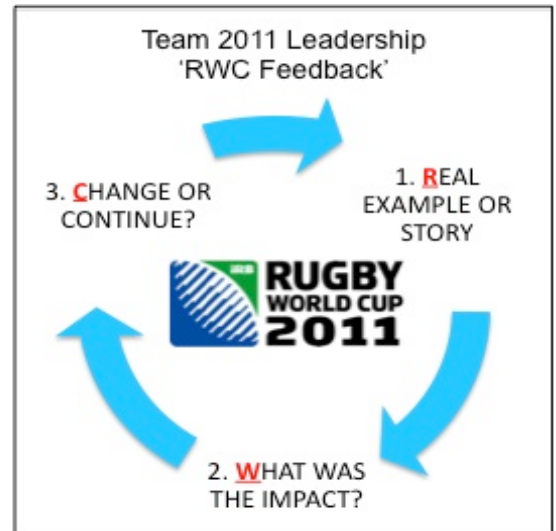 Team 2011 Leadership
‘RWC Feedback’
1. REAL
EXAMPLE OR
STORY
2. WHAT WAS
THE IMPACT?
3. CHANGE OR
CONTINUE?
IRB
RUGBY
WORLD CUP
2011